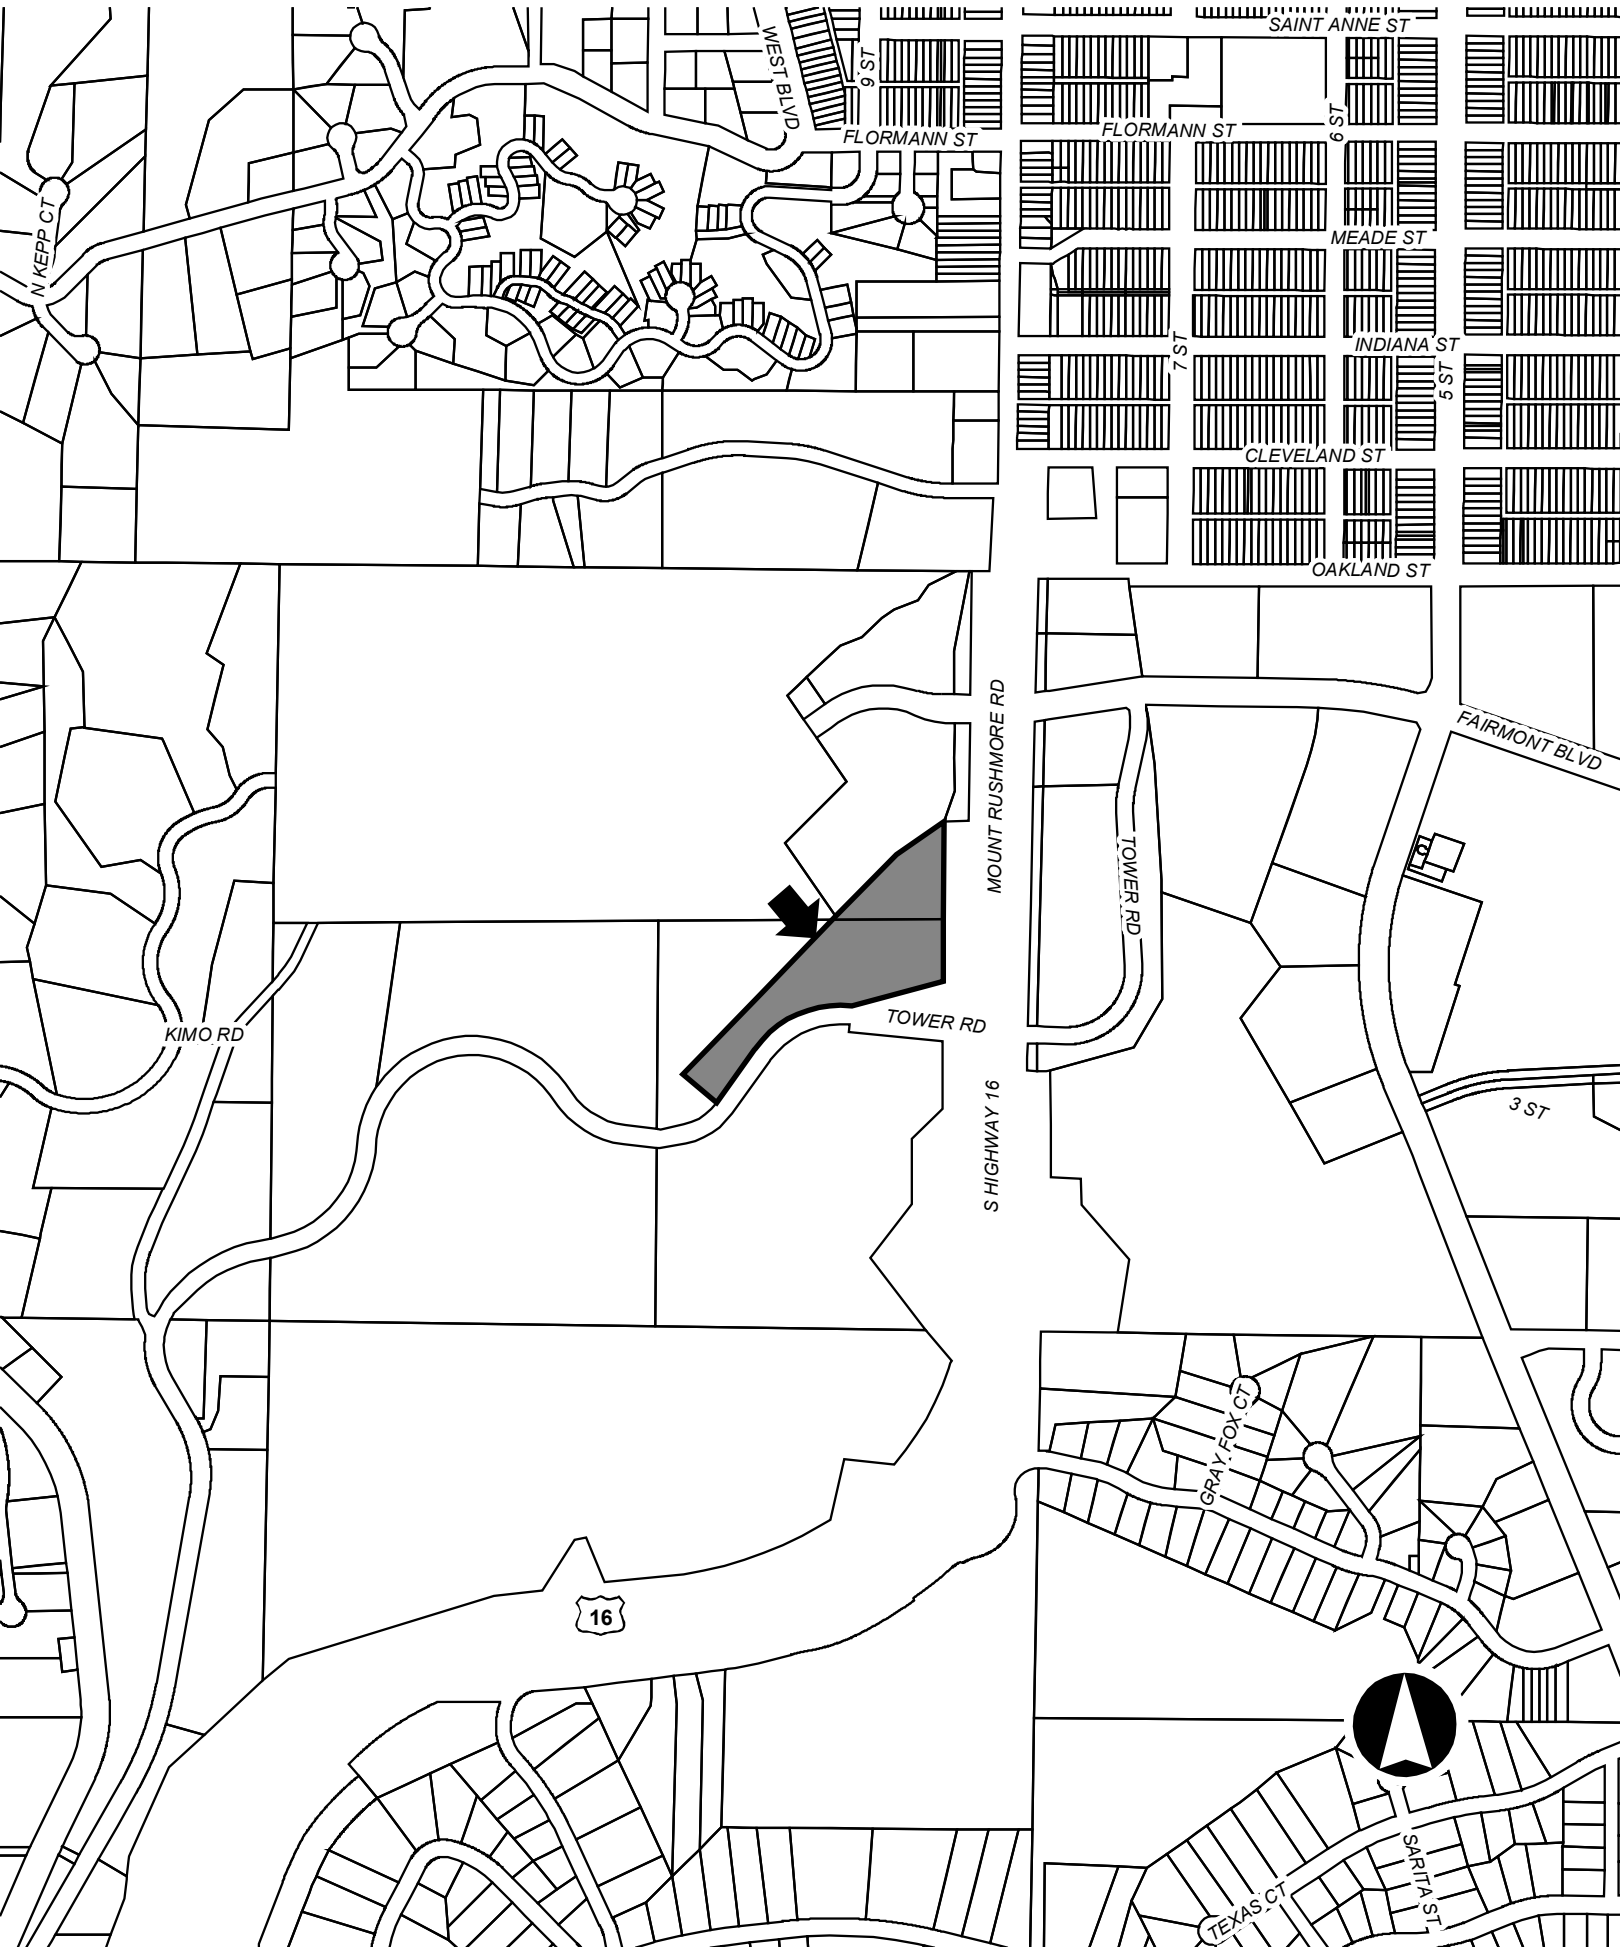 SAINT ANNE ST
WEST BLVD
9 ST
FLORMANN ST
FLORMANN ST
6 ST
N KEPP CT
MEADE ST
7 ST
INDIANA ST
5 ST
CLEVELAND ST
OAKLAND ST
MOUNT RUSHMORE RD
FAIRMONT BLVD
TOWER RD
KIMO RD
TOWER RD
S HIGHWAY 16
3 ST
GRAY FOX CT
16
SARITA ST
TEXAS CT